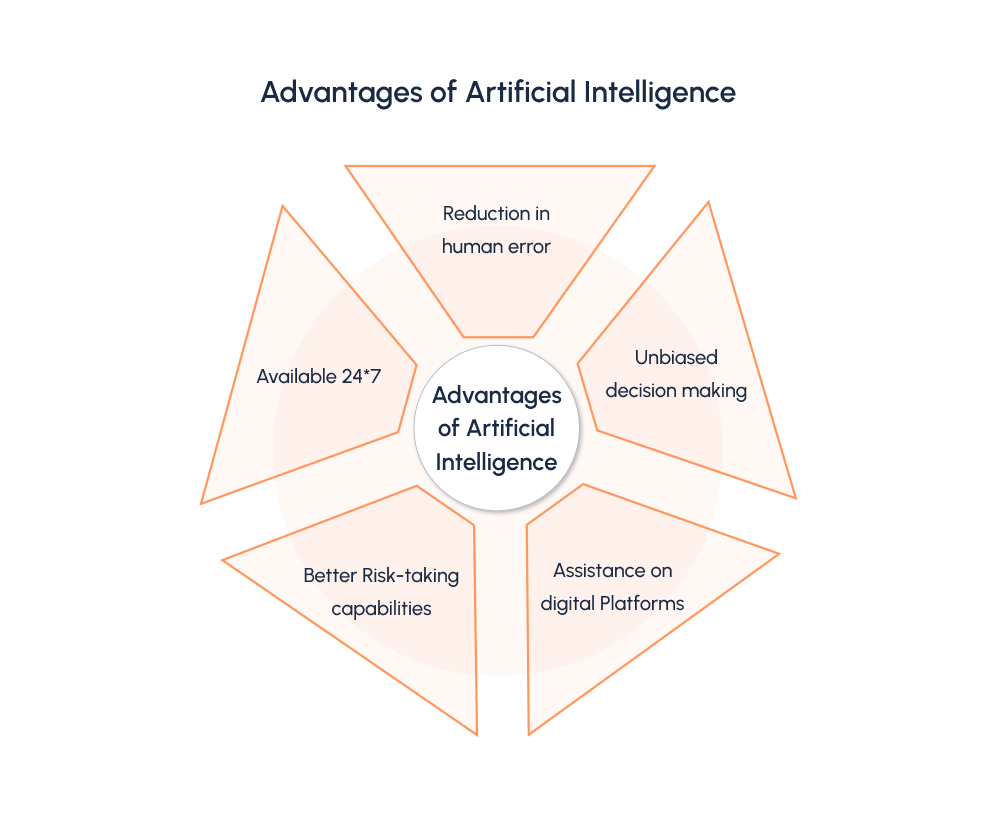 Advantages of Artificial Intelligence
Reduction in
human error
Unbiased
decision making
Available 24*7
Advantages
of Artificial
Intelligence
Better Risk-taking
capabilities
Assistance on
digital Platforms